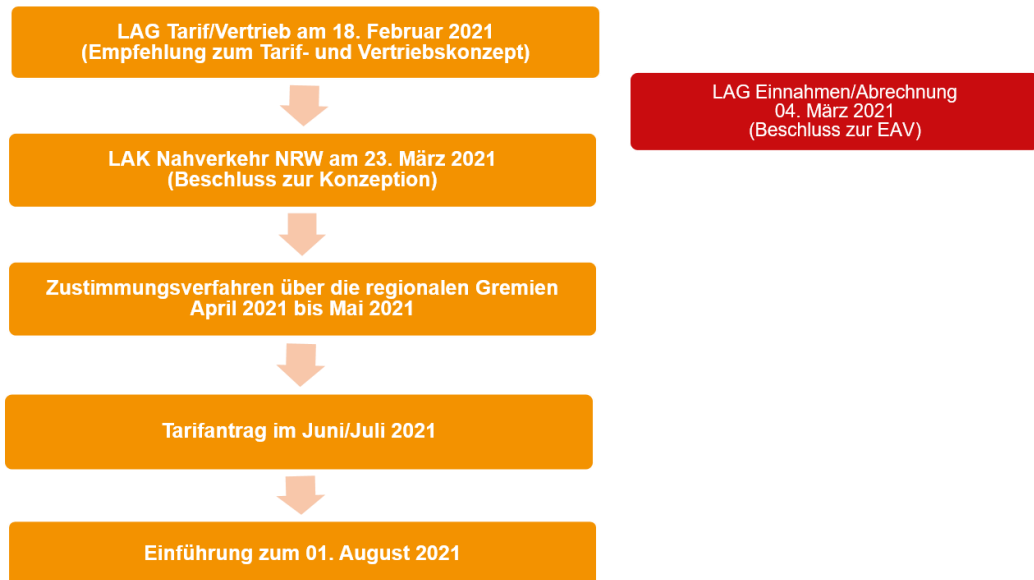 LAG Tarif/Vertrieb am 18. Februar 2021
(Empfehlung zum Tarif- und Vertriebskonzept)
LAG Einnahmen/Abrechnung
04. März 2021
(Beschluss zur EAV)
LAK Nahverkehr NRW am 23. März 2021
(Beschluss zur Konzeption)
Zustimmungsverfahren über die regionalen Gremien
April 2021 bis Mai 2021
Tarifantrag im Juni/Juli 2021
Einführung zum 01. August 2021